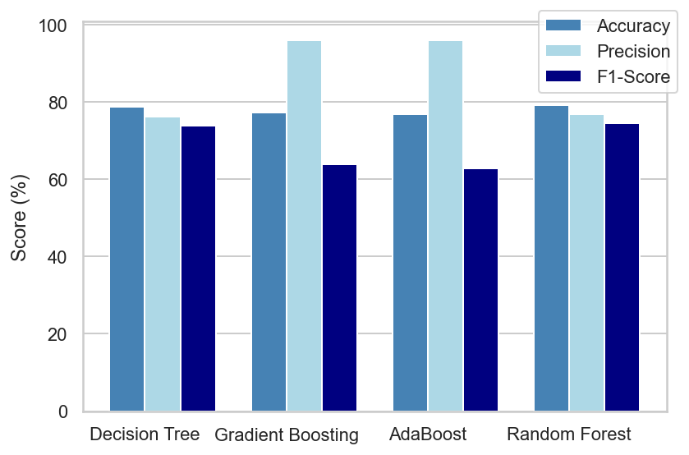 Accuracy
Precision
F1-Score
Score (%)
100
80
60
40
20
0
Decision Tree
Gradient Boosting
AdaBoost
Random Forest